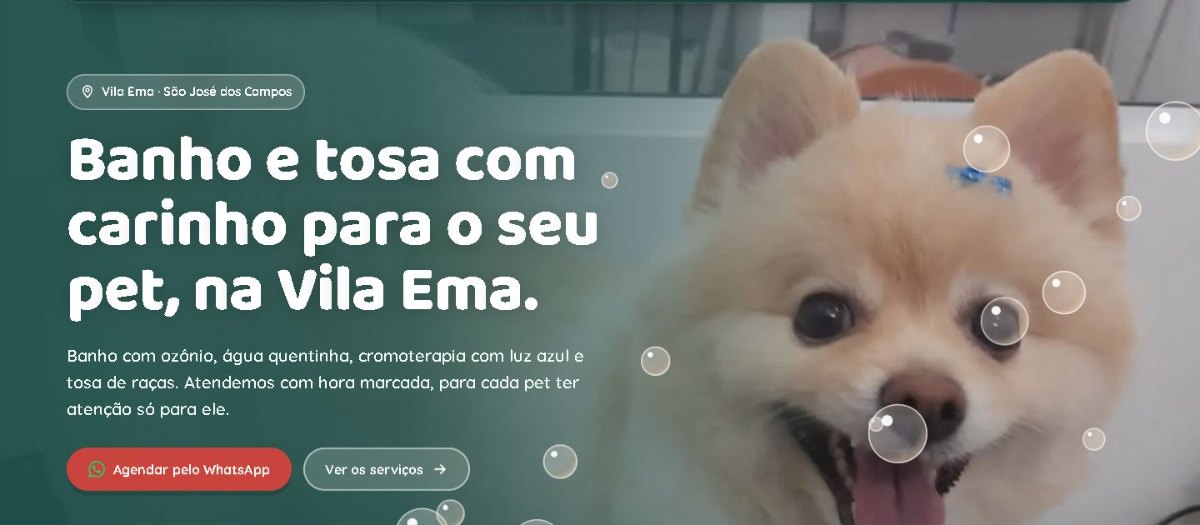 Vila Ema · São José dos Campos
Banho e tosa com
carinho para o seu
pet, na Vila Ema.
Banho com ozônio, água quentinha, cromoterapia com luz azul e
tosa de raças. Atendemos com hora marcada, para cada pet ter
atenção só para ele.
Agendar pelo WhatsApp
Ver os serviços →